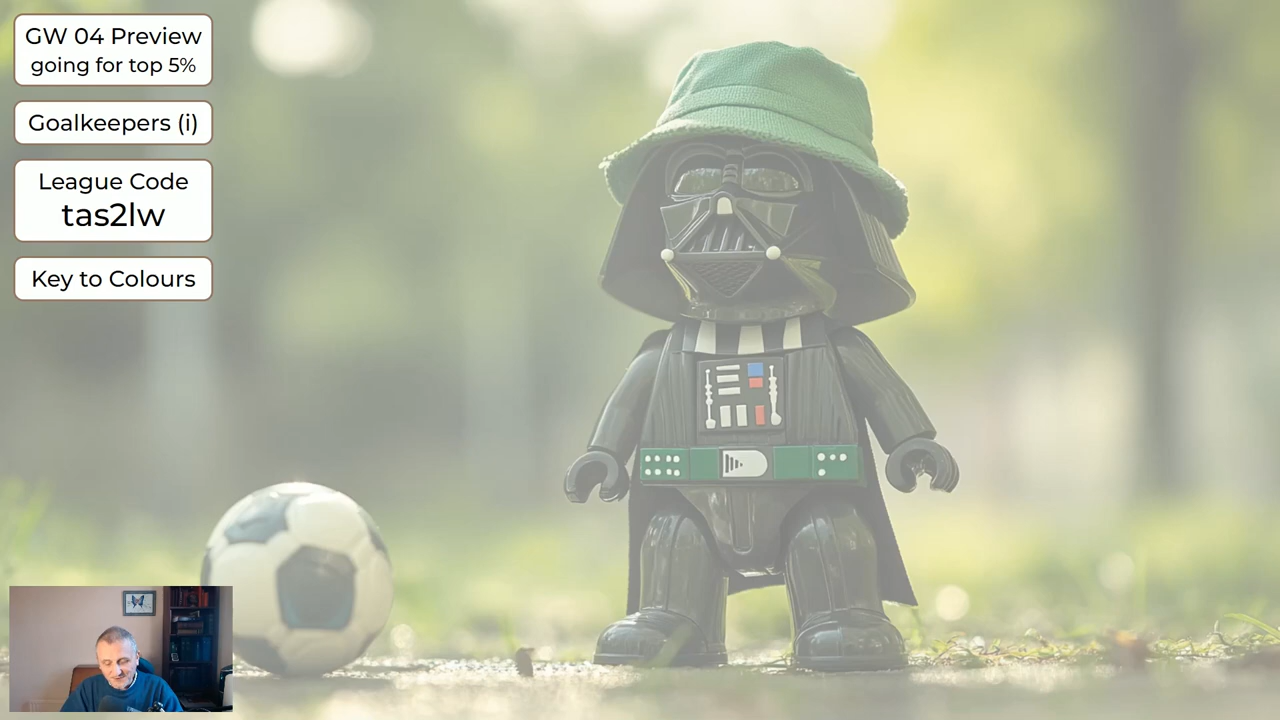 GW 04 Preview
going for top 5%
Goalkeepers (i)
League Code
tas2lw
Key to Colours